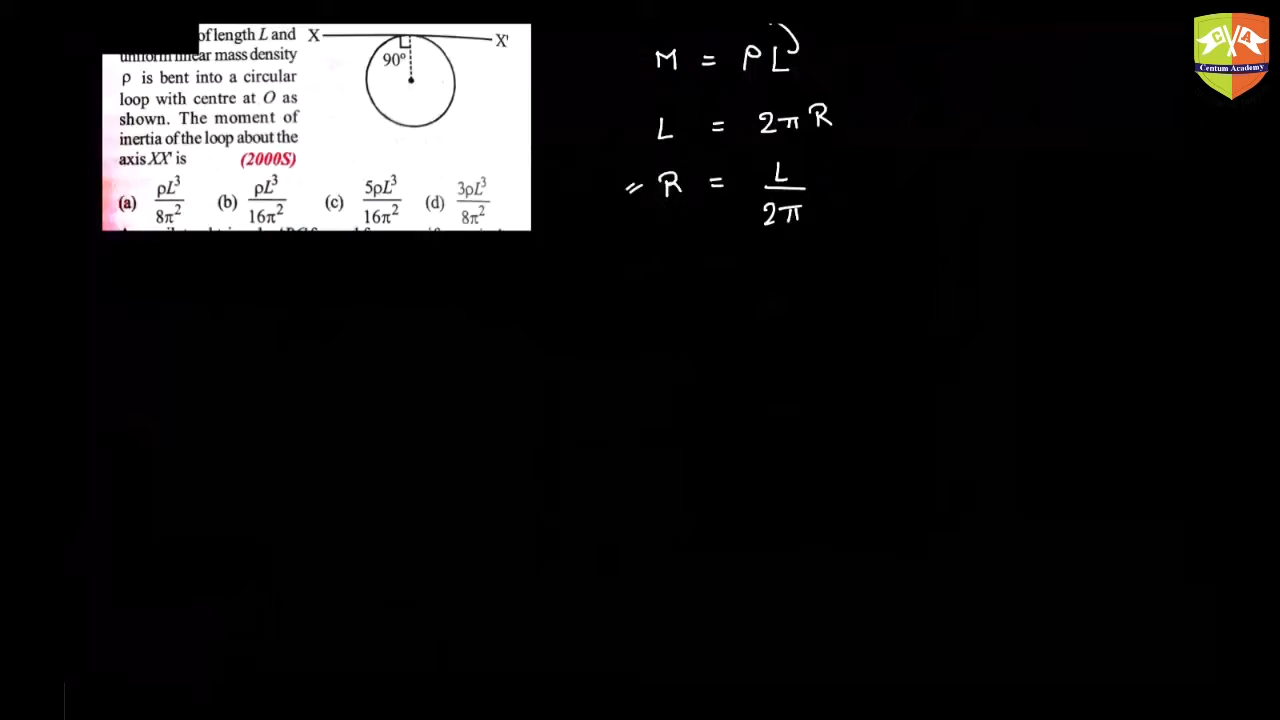 of length L and
uniform linear mass density
ρ is bent into a circular
loop with centre at O as
shown. The moment of
inertia of the loop about the
axis XX' is (2000S)
(a) ρL³/8π² (b) ρL³/16π² (c) 5ρL³/16π² (d) 3ρL³/8π²
X X'
90°
M = ρL
L = 2πR
R = L/2π
C A
Centum Academy